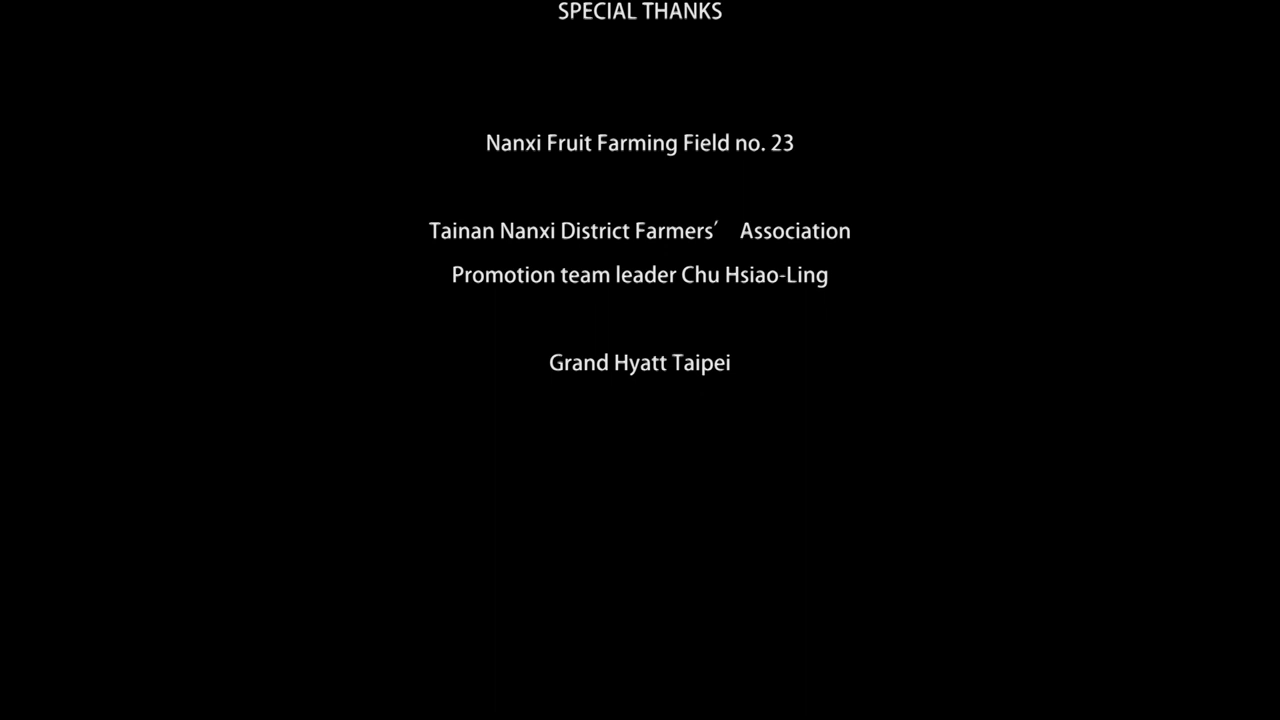 SPECIAL THANKS
Nanxi Fruit Farming Field no. 23
Tainan Nanxi District Farmers′ Association
Promotion team leader Chu Hsiao-Ling
Grand Hyatt Taipei